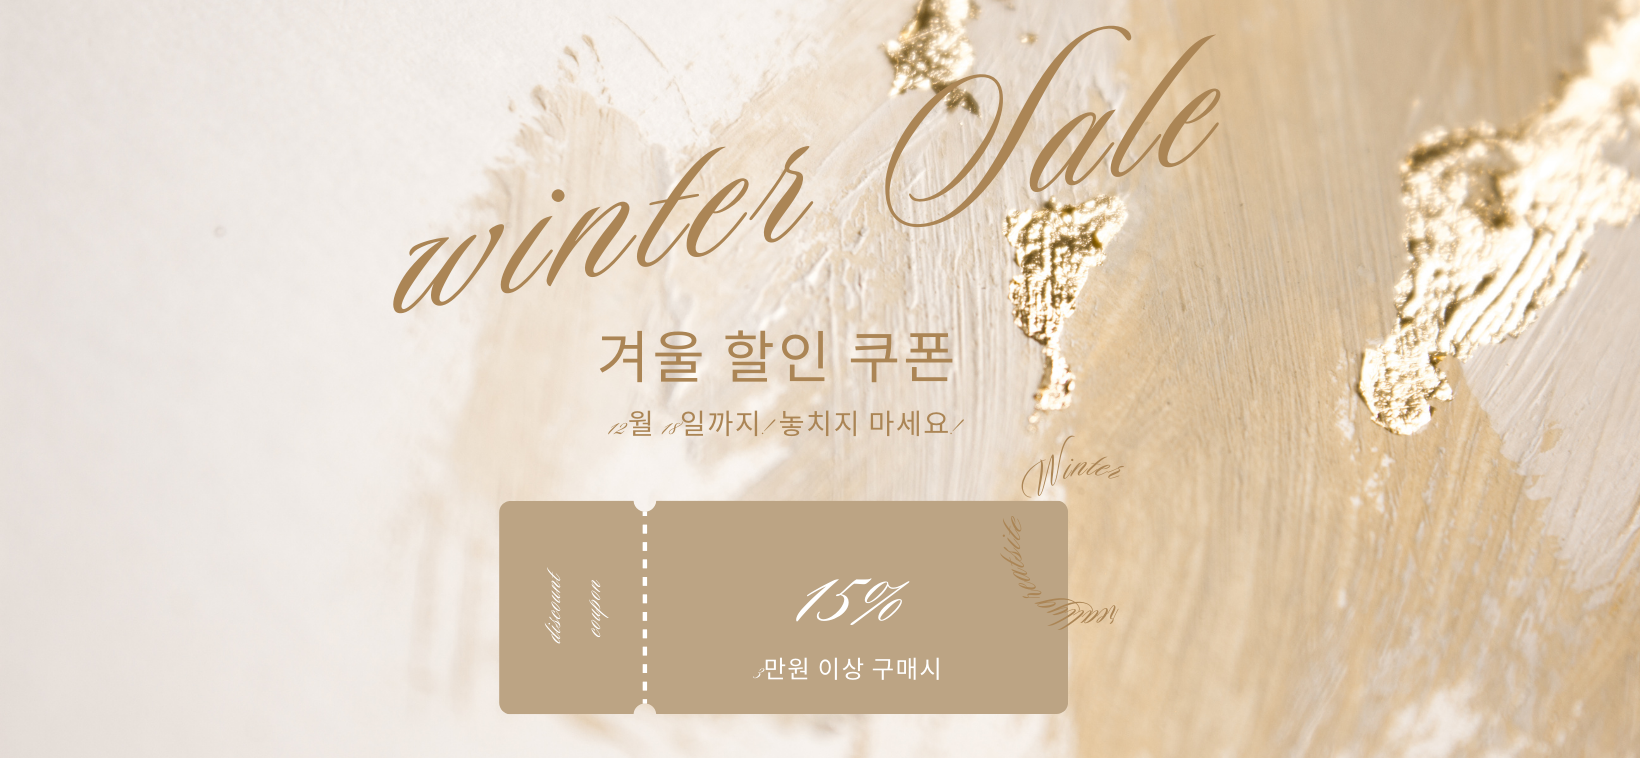 winter Sale
겨울 할인 쿠폰
12월 18일까지! 놓치지 마세요!
Winter
discount
coupon
15%
3만원 이상 구매시